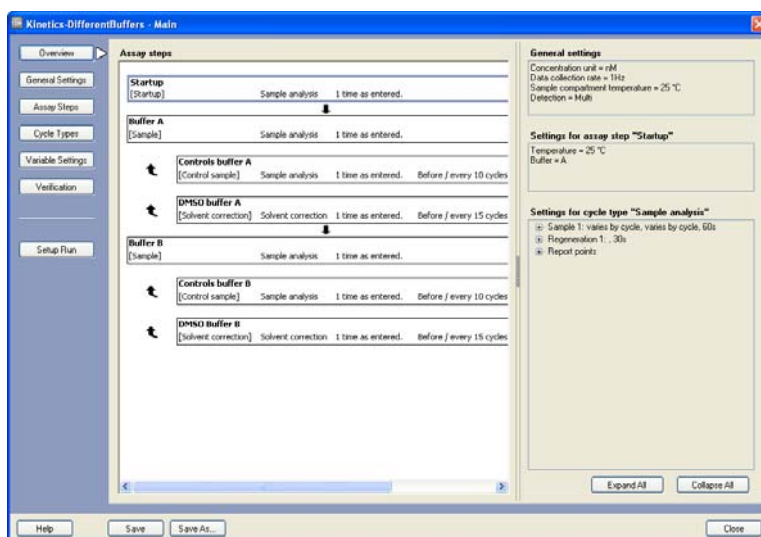 Kinetics-DifferentBuffers - Main
Overview
General Settings
Assay Steps
Cycle Types
Variable Settings
Verification
Setup Run
Assay steps
Startup
[Startup] Sample analysis 1 time as entered.
Buffer A
[Sample] Sample analysis 1 time as entered.
Controls buffer A
[Control sample] Sample analysis 1 time as entered. Before / every 10 cycles
DMSO buffer A
[Solvent correction] Solvent correction 1 time as entered. Before / every 15 cycles
Buffer B
[Sample] Sample analysis 1 time as entered.
Controls buffer B
[Control sample] Sample analysis 1 time as entered. Before / every 10 cycles
DMSO Buffer B
[Solvent correction] Solvent correction 1 time as entered. Before / every 15 cycles
General settings
Concentration unit = nM
Data collection rate = 1Hz
Sample compartment temperature = 25 °C
Detection = Multi
Settings for assay step "Startup"
Temperature = 25 °C
Buffer = A
Settings for cycle type "Sample analysis"
Sample 1: varies by cycle, varies by cycle, 60s
Regeneration 1: , 30s
Report points
Expand All Collapse All
Help Save Save As... Close